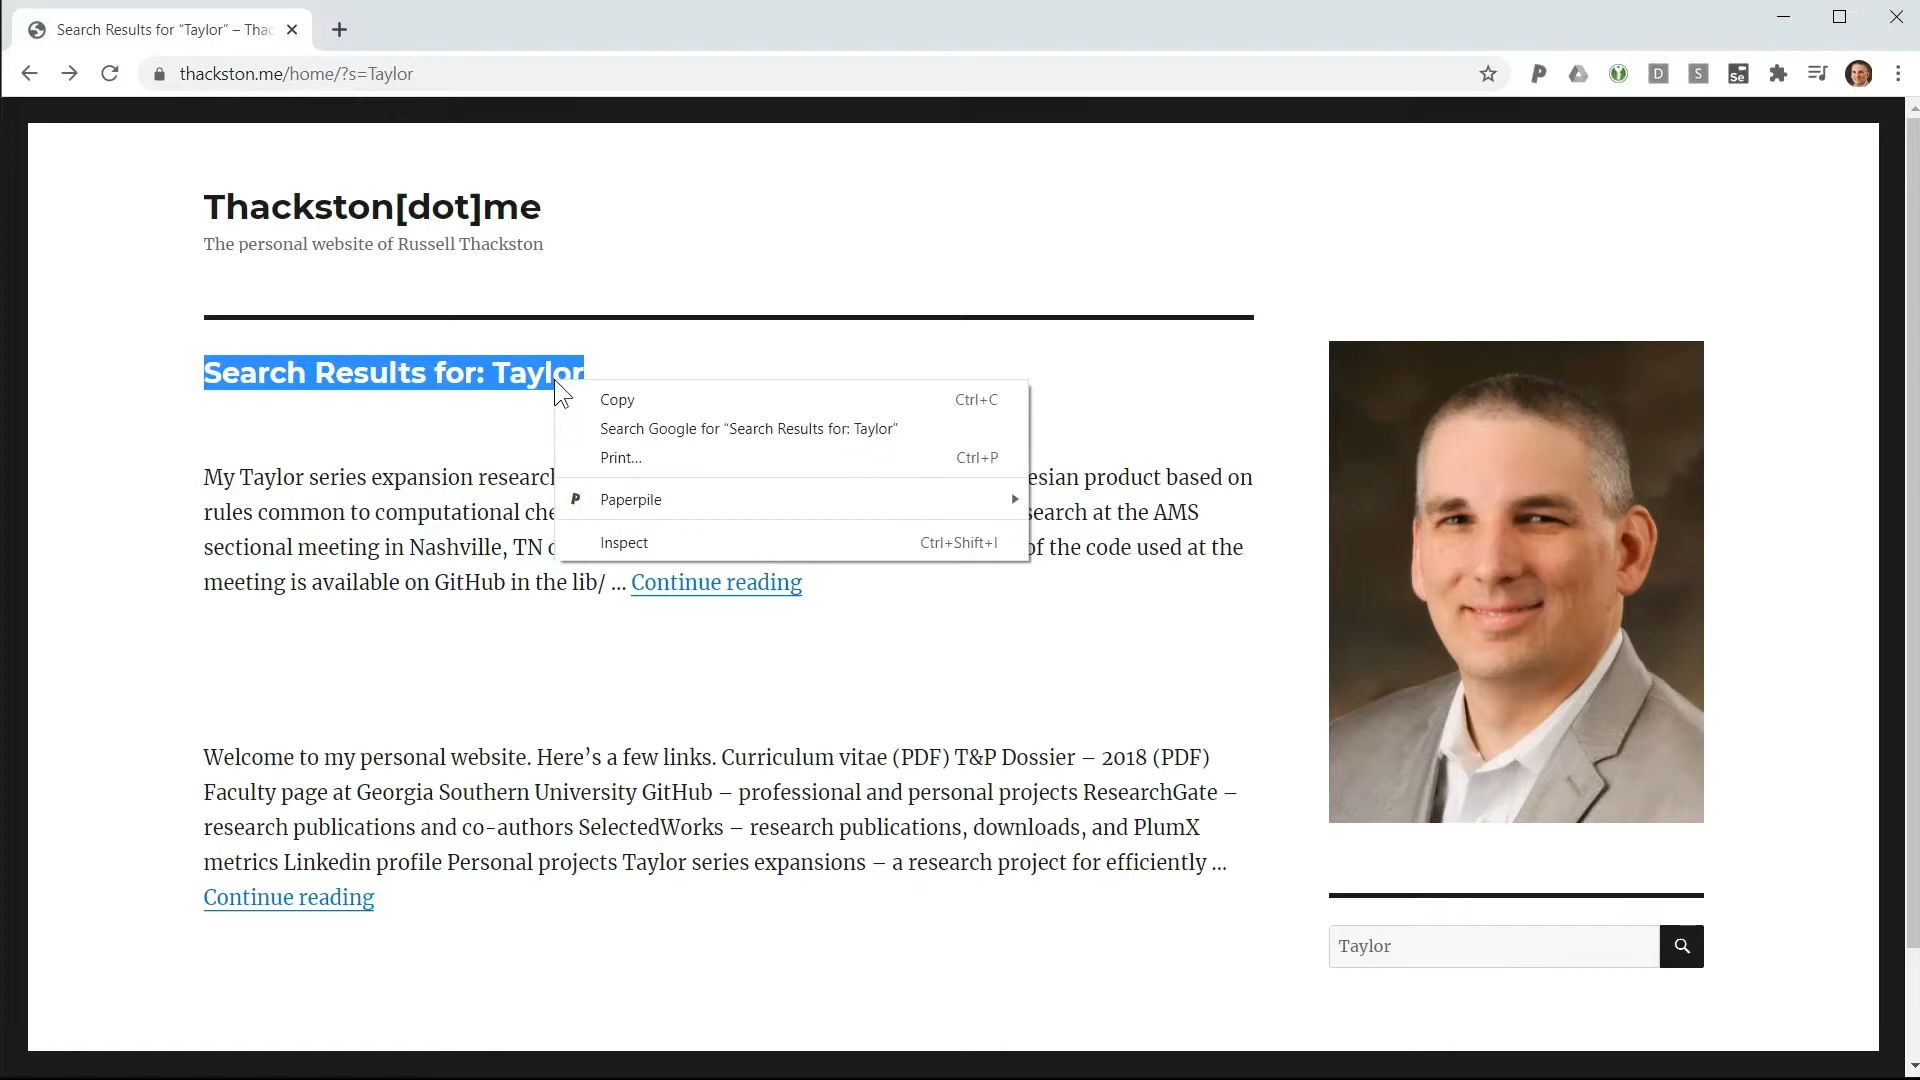 Search Results for “Taylor” – Thac
thackston.me/home/?s=Taylor
D
S
Se
Thackston[dot]me
The personal website of Russell Thackston
Search Results for: Taylor
Copy Ctrl+C
Search Google for “Search Results for: Taylor”
Print... Ctrl+P
Paperpile
Inspect Ctrl+Shift+I
My Taylor series expansion research esian product based on
rules common to computational che search at the AMS
sectional meeting in Nashville, TN of the code used at the
meeting is available on GitHub in the lib/ … Continue reading
Welcome to my personal website. Here’s a few links. Curriculum vitae (PDF) T&P Dossier – 2018 (PDF)
Faculty page at Georgia Southern University GitHub – professional and personal projects ResearchGate –
research publications and co-authors SelectedWorks – research publications, downloads, and PlumX
metrics Linkedin profile Personal projects Taylor series expansions – a research project for efficiently …
Continue reading
Taylor